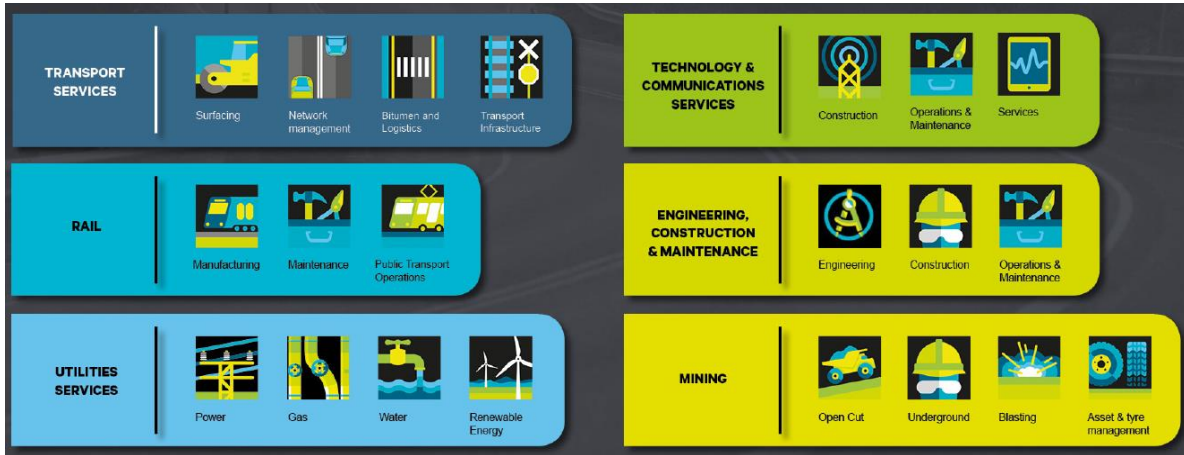 TRANSPORT
SERVICES
Surfacing
Network
management
Bitumen and
Logistics
Transport
Infrastructure
RAIL
Manufacturing
Maintenance
Public Transport
Operations
UTILITIES
SERVICES
Power
Gas
Water
Renewable
Energy
TECHNOLOGY &
COMMUNICATIONS
SERVICES
Construction
Operations &
Maintenance
Services
ENGINEERING,
CONSTRUCTION
& MAINTENANCE
Engineering
Construction
Operations &
Maintenance
MINING
Open Cut
Underground
Blasting
Asset & tyre
management